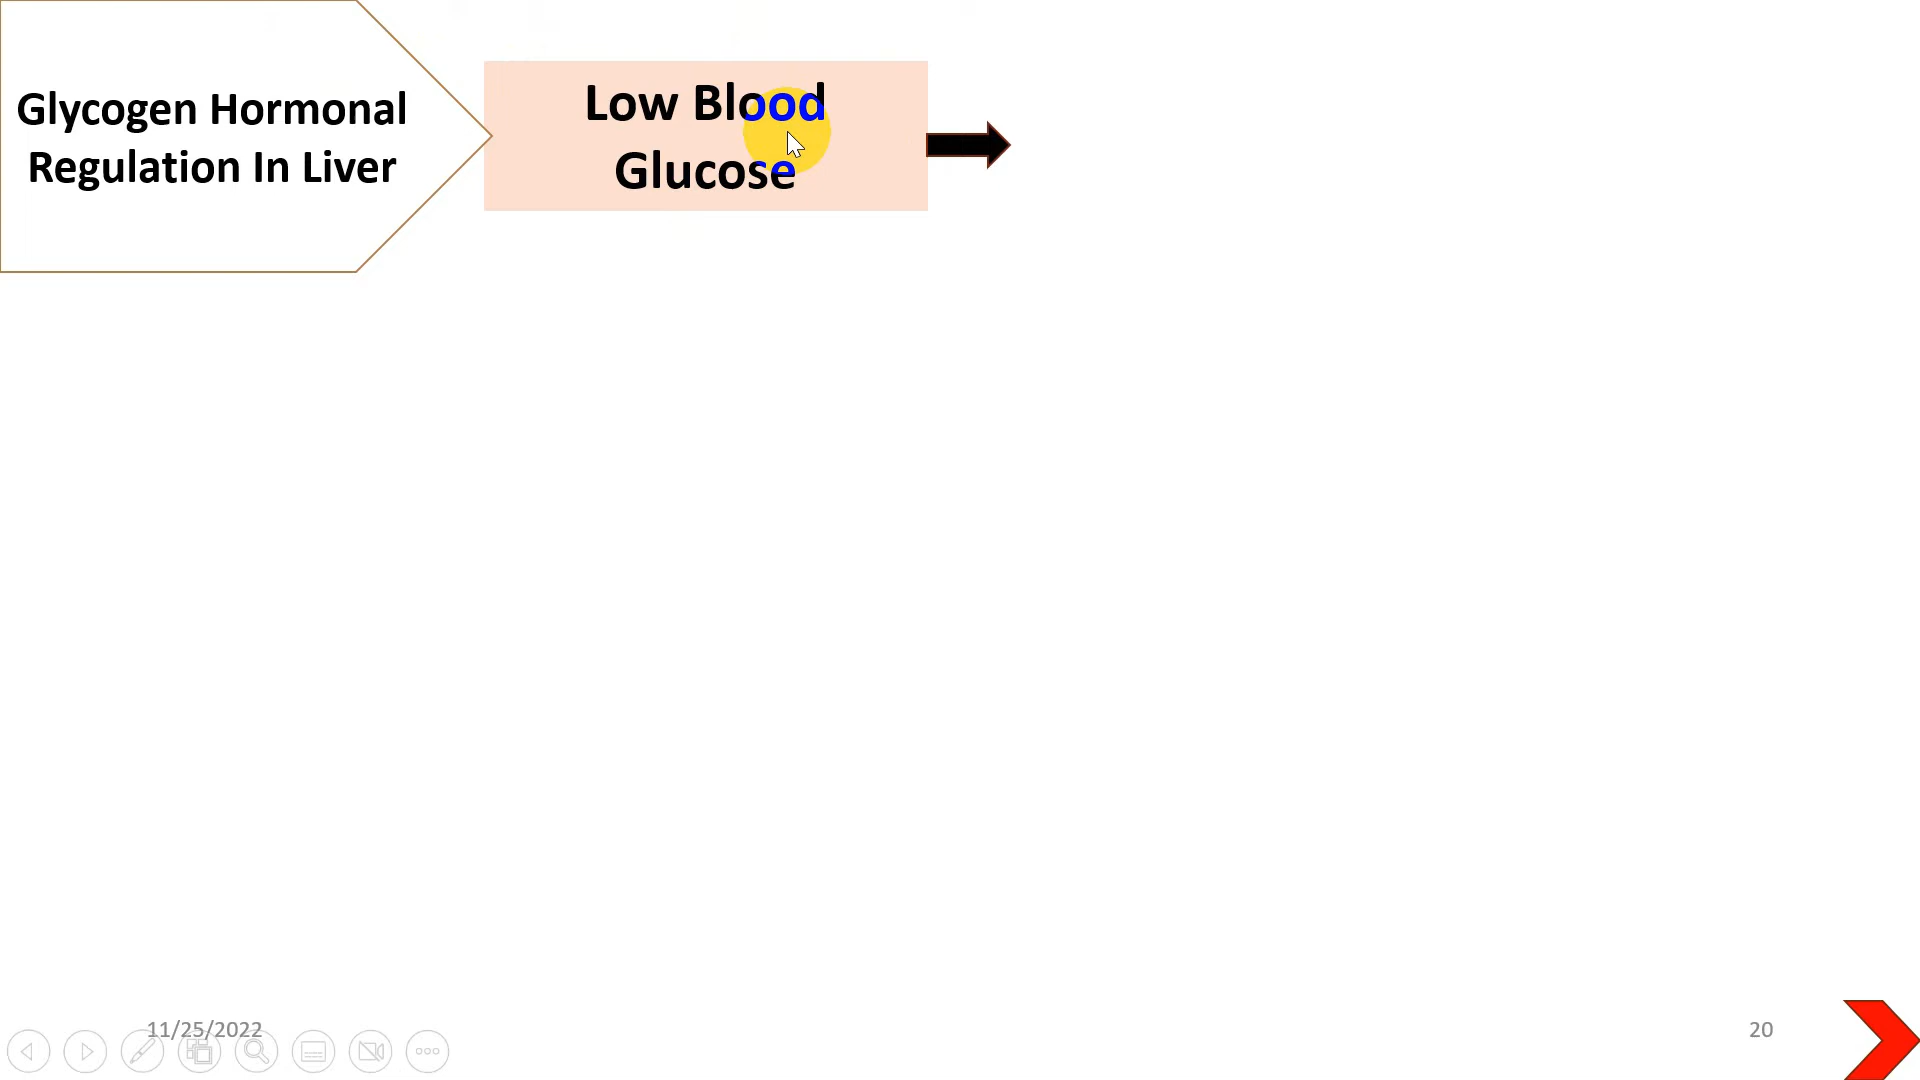 Glycogen Hormonal
Regulation In Liver
Low Blood
Glucose
11/25/2022
20